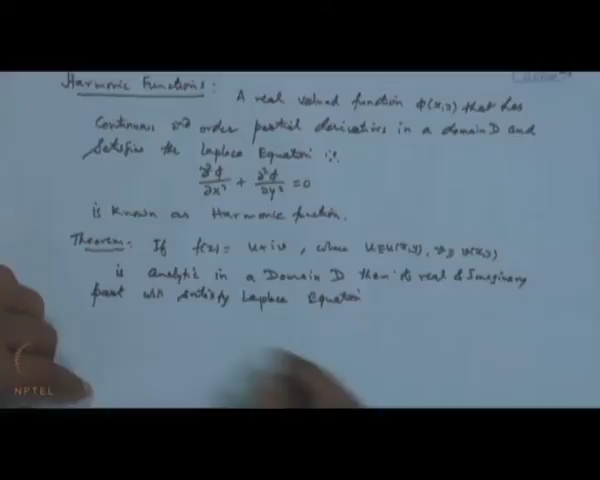 Harmonic Functions: A real valued function φ(x,y) that has
Continuous order partial derivatives in a domain D and
Satisfies the Laplace Equation i.e.
∂²φ/∂x² + ∂²φ/∂y² = 0
is known as Harmonic function.
Theorem: If f(z) = u+iv, where u≡u(x,y), v≡v(x,y)
is analytic in a Domain D then its real & Imaginary
part will satisfy Laplace Equation
NPTEL